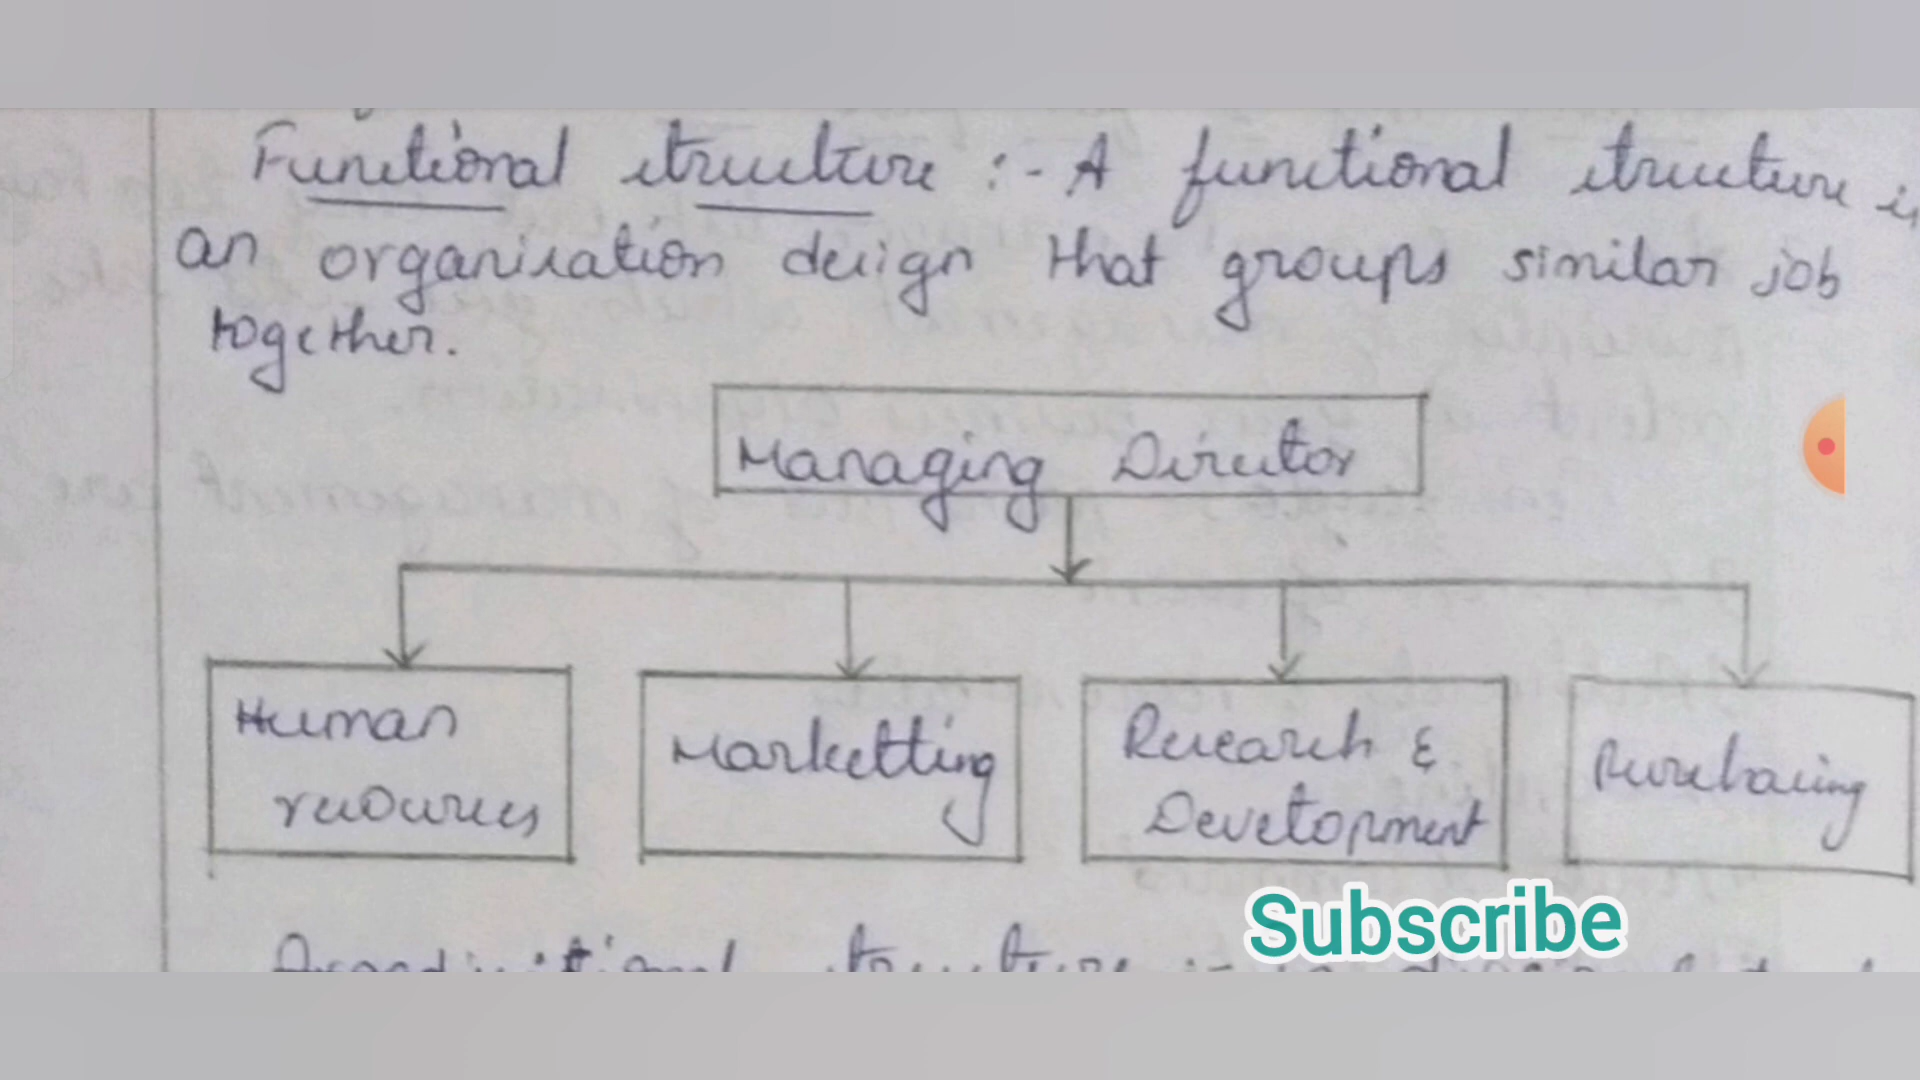 Functional structure :- A functional structure is
an organisation design that groups similar job
together.
Managing Director
Human
resources
Marketting
Research &
Development
Purchasing
Subscribe